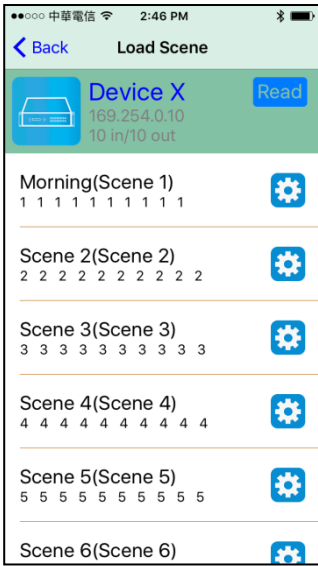 中華電信 2:46 PM
Back Load Scene
Device X Read
169.254.0.10
10 in/10 out
Morning(Scene 1)
1 1 1 1 1 1 1 1 1 1
Scene 2(Scene 2)
2 2 2 2 2 2 2 2 2 2
Scene 3(Scene 3)
3 3 3 3 3 3 3 3 3 3
Scene 4(Scene 4)
4 4 4 4 4 4 4 4 4 4
Scene 5(Scene 5)
5 5 5 5 5 5 5 5 5 5
Scene 6(Scene 6)